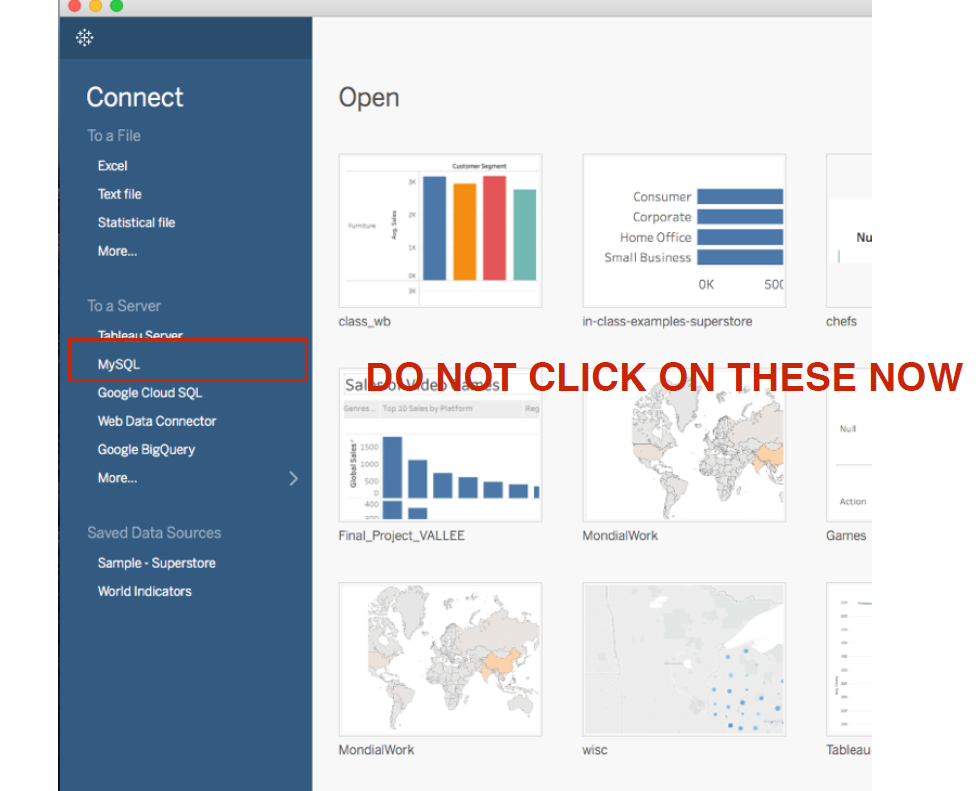 Connect
To a File
Excel
Text file
Statistical file
More...
To a Server
Tableau Server
MySQL
Google Cloud SQL
Web Data Connector
Google BigQuery
More...
Saved Data Sources
Sample - Superstore
World Indicators
Open
Customer Segment
3K
2K
1K
0K
3K
Avg. Sales
Furniture
class_wb
Consumer
Corporate
Home Office
Small Business
0K 500
in-class-examples-superstore
Nu
chefs
DO NOT CLICK ON THESE NOW
Sales of Video Games
Genres... Top 10 Sales by Platform Reg
Global Sales
1500
1000
500
0
400
200
Final_Project_VALLEE
MondialWork
Null
Action
Games
MondialWork
wisc
Tableau